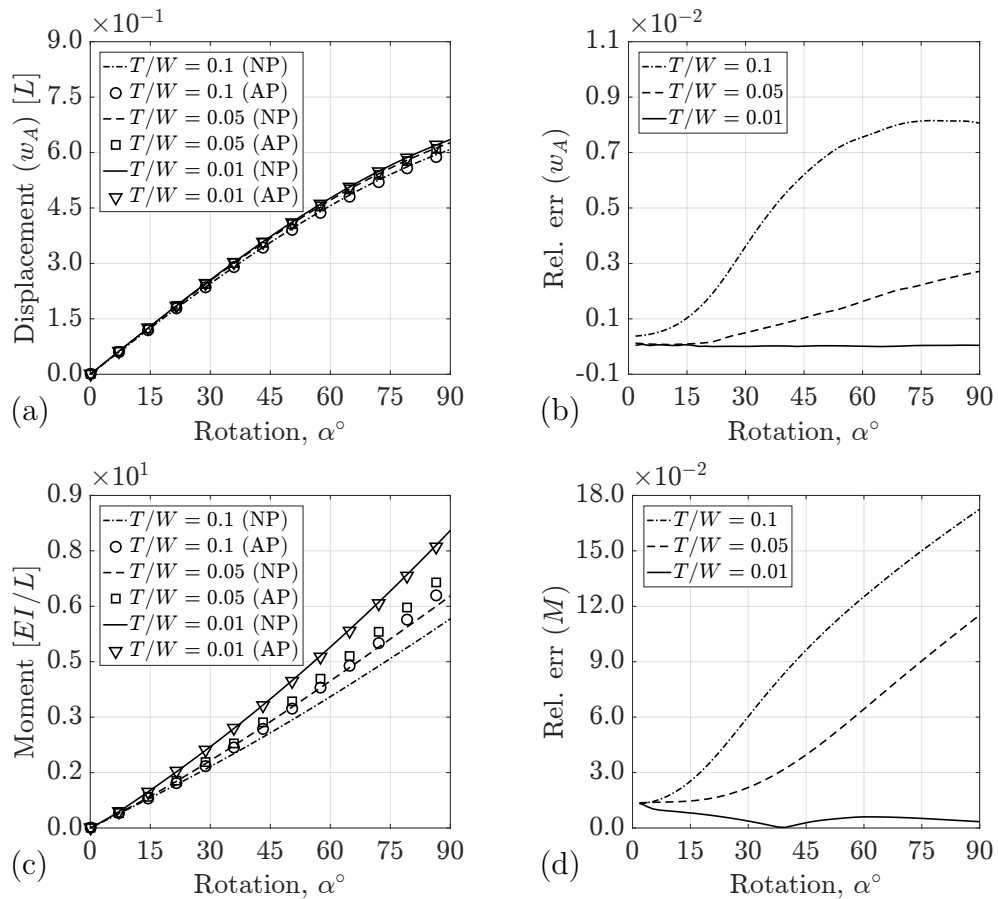 ×10⁻¹
9.0
7.5
6.0
4.5
3.0
1.5
0.0
Displacement (w_A) [L]
T/W = 0.1 (NP)
T/W = 0.1 (AP)
T/W = 0.05 (NP)
T/W = 0.05 (AP)
T/W = 0.01 (NP)
T/W = 0.01 (AP)
0 15 30 45 60 75 90
(a)
Rotation, α°
×10⁻²
1.1
0.9
0.7
0.5
0.3
0.1
-0.1
Rel. err (w_A)
T/W = 0.1
T/W = 0.05
T/W = 0.01
0 15 30 45 60 75 90
(b)
Rotation, α°
×10¹
0.9
0.8
0.6
0.5
0.3
0.2
0.0
Moment [EI/L]
T/W = 0.1 (NP)
T/W = 0.1 (AP)
T/W = 0.05 (NP)
T/W = 0.05 (AP)
T/W = 0.01 (NP)
T/W = 0.01 (AP)
0 15 30 45 60 75 90
(c)
Rotation, α°
×10⁻²
18.0
15.0
12.0
9.0
6.0
3.0
0.0
Rel. err (M)
T/W = 0.1
T/W = 0.05
T/W = 0.01
0 15 30 45 60 75 90
(d)
Rotation, α°